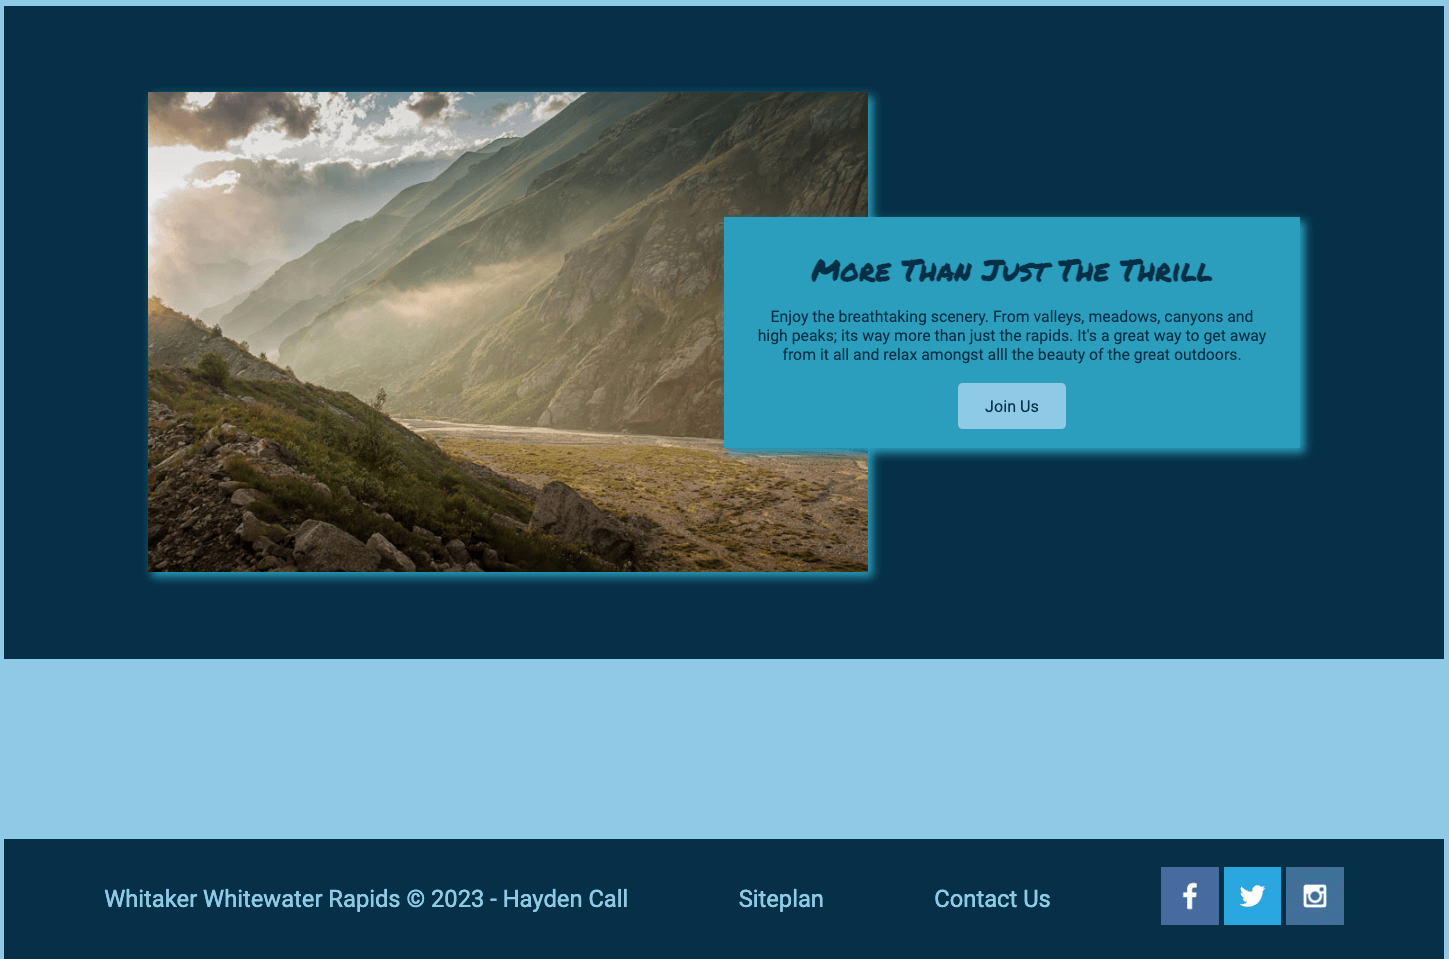 More Than Just The Thrill
Enjoy the breathtaking scenery. From valleys, meadows, canyons and
high peaks; its way more than just the rapids. It's a great way to get away
from it all and relax amongst alll the beauty of the great outdoors.
Join Us
Whitaker Whitewater Rapids © 2023 - Hayden Call
Siteplan
Contact Us